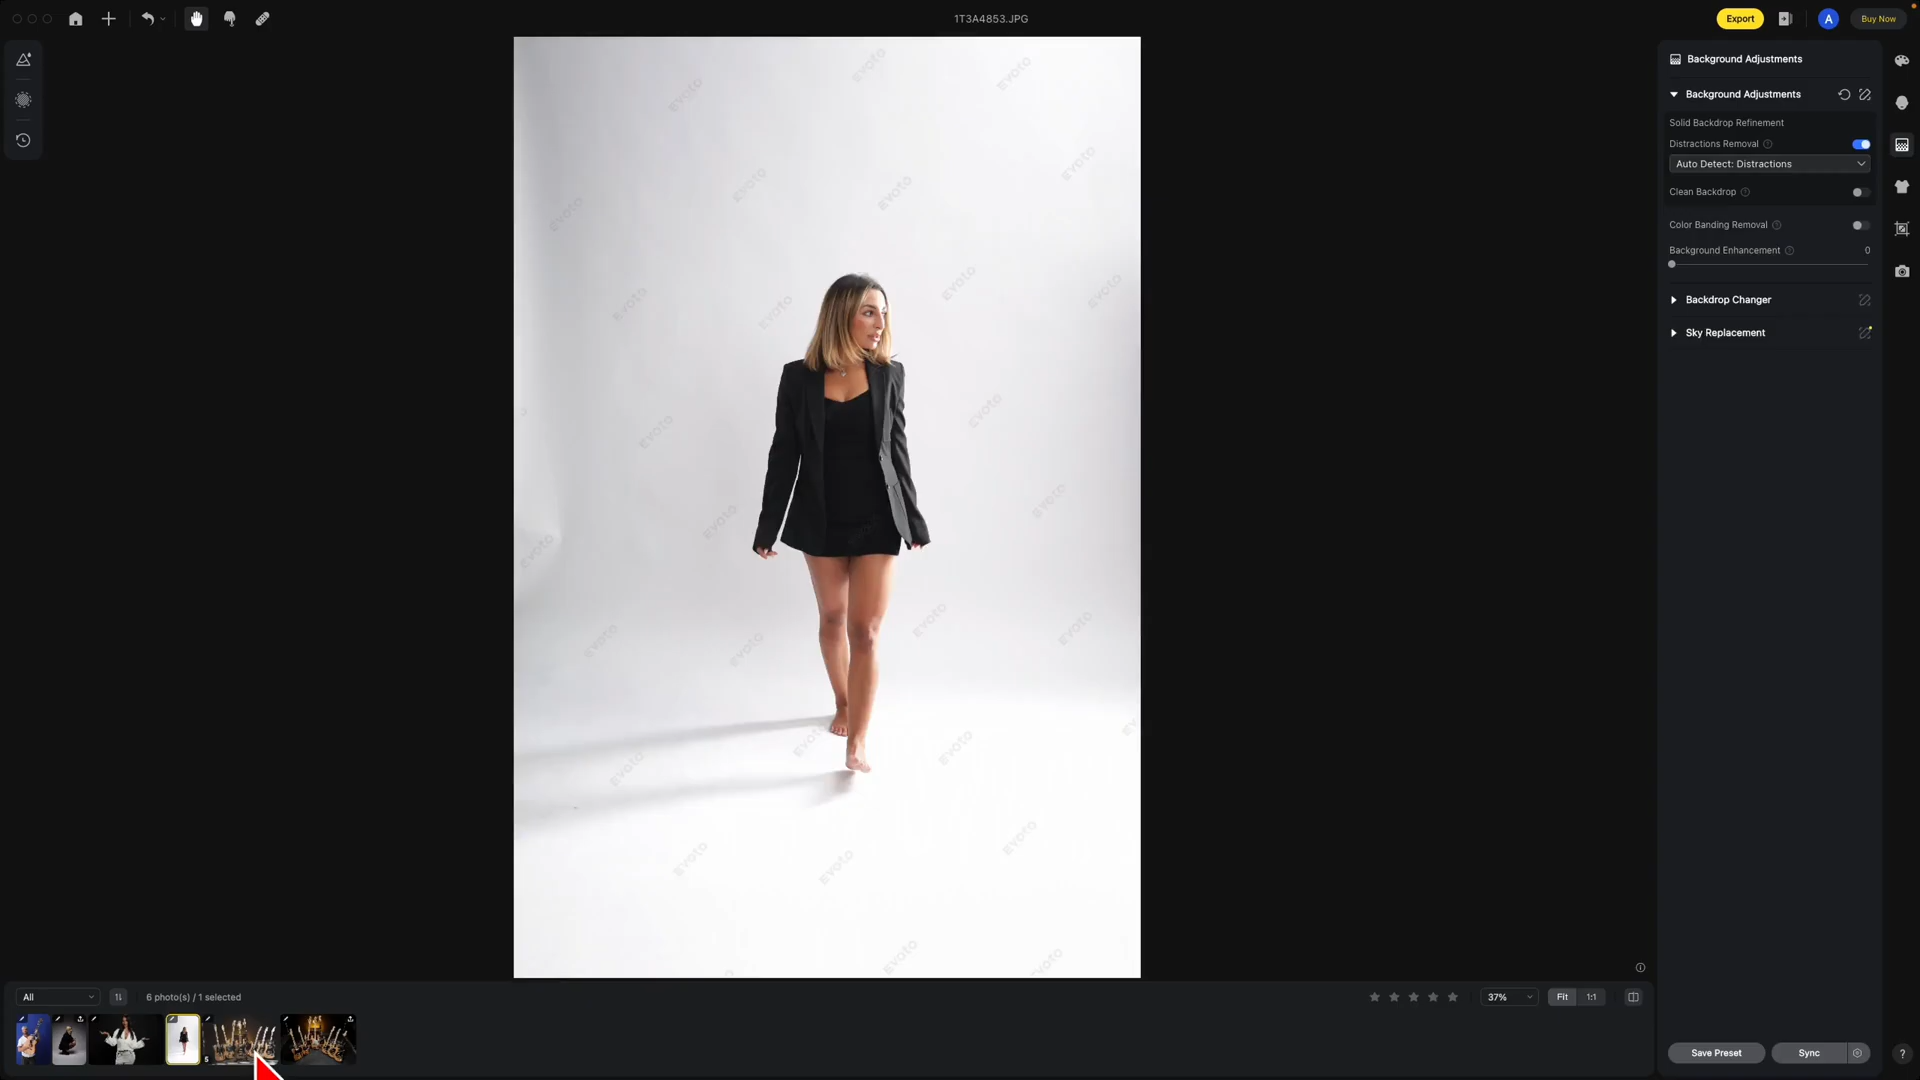 1T3A4853.JPG
Export
A
Buy Now
Background Adjustments
Background Adjustments
Solid Backdrop Refinement
Distractions Removal
Auto Detect: Distractions
Clean Backdrop
Color Banding Removal
Background Enhancement 0
Backdrop Changer
Sky Replacement
EVOTO
All
6 photo(s) / 1 selected
37%
Fit
1:1
5
Save Preset
Sync
?